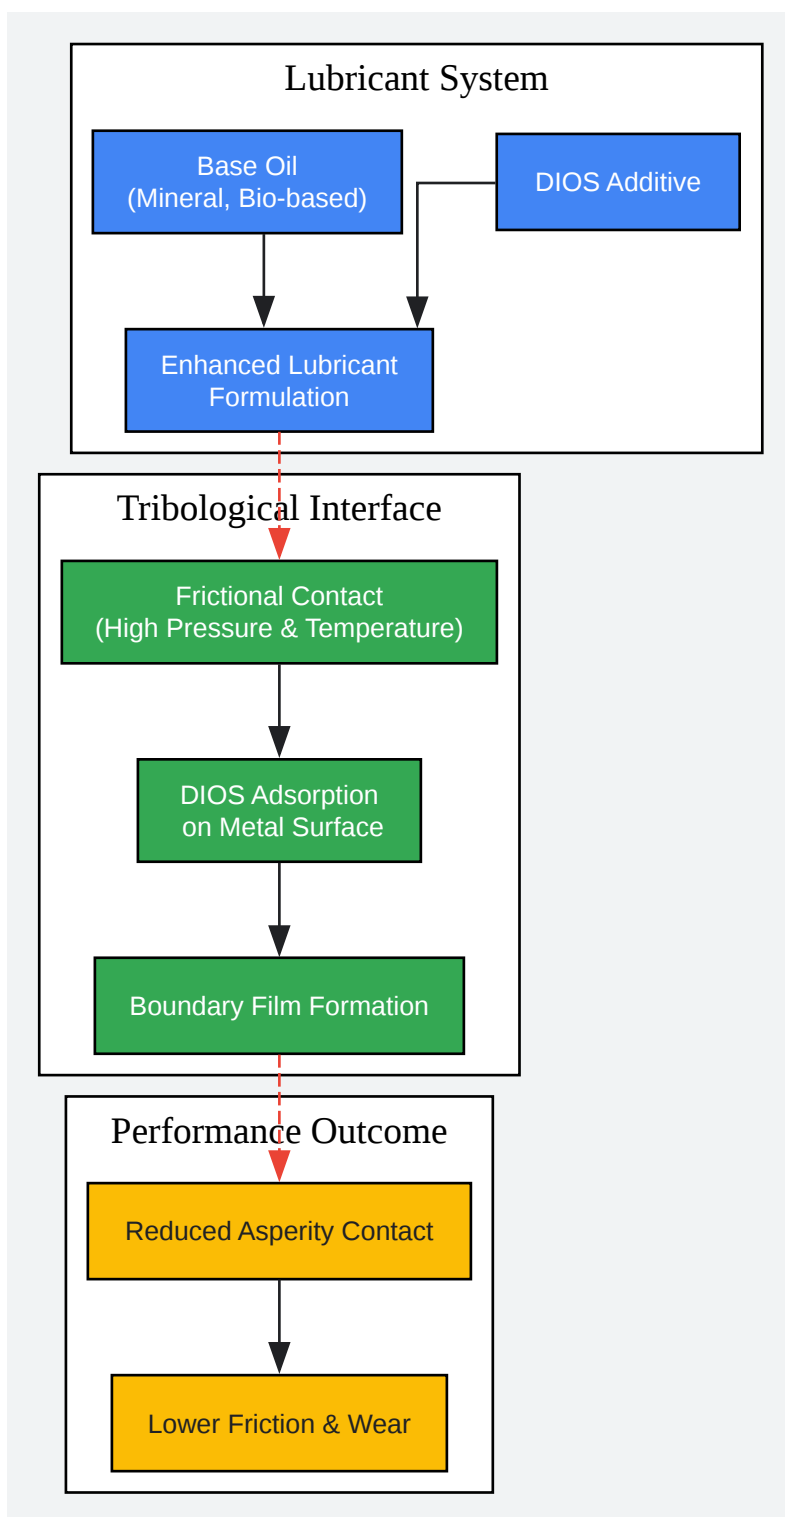 Lubricant System
Base Oil
(Mineral, Bio-based)
DIOS Additive
Enhanced Lubricant
Formulation
Tribological Interface
Frictional Contact
(High Pressure & Temperature)
DIOS Adsorption
on Metal Surface
Boundary Film Formation
Performance Outcome
Reduced Asperity Contact
Lower Friction & Wear